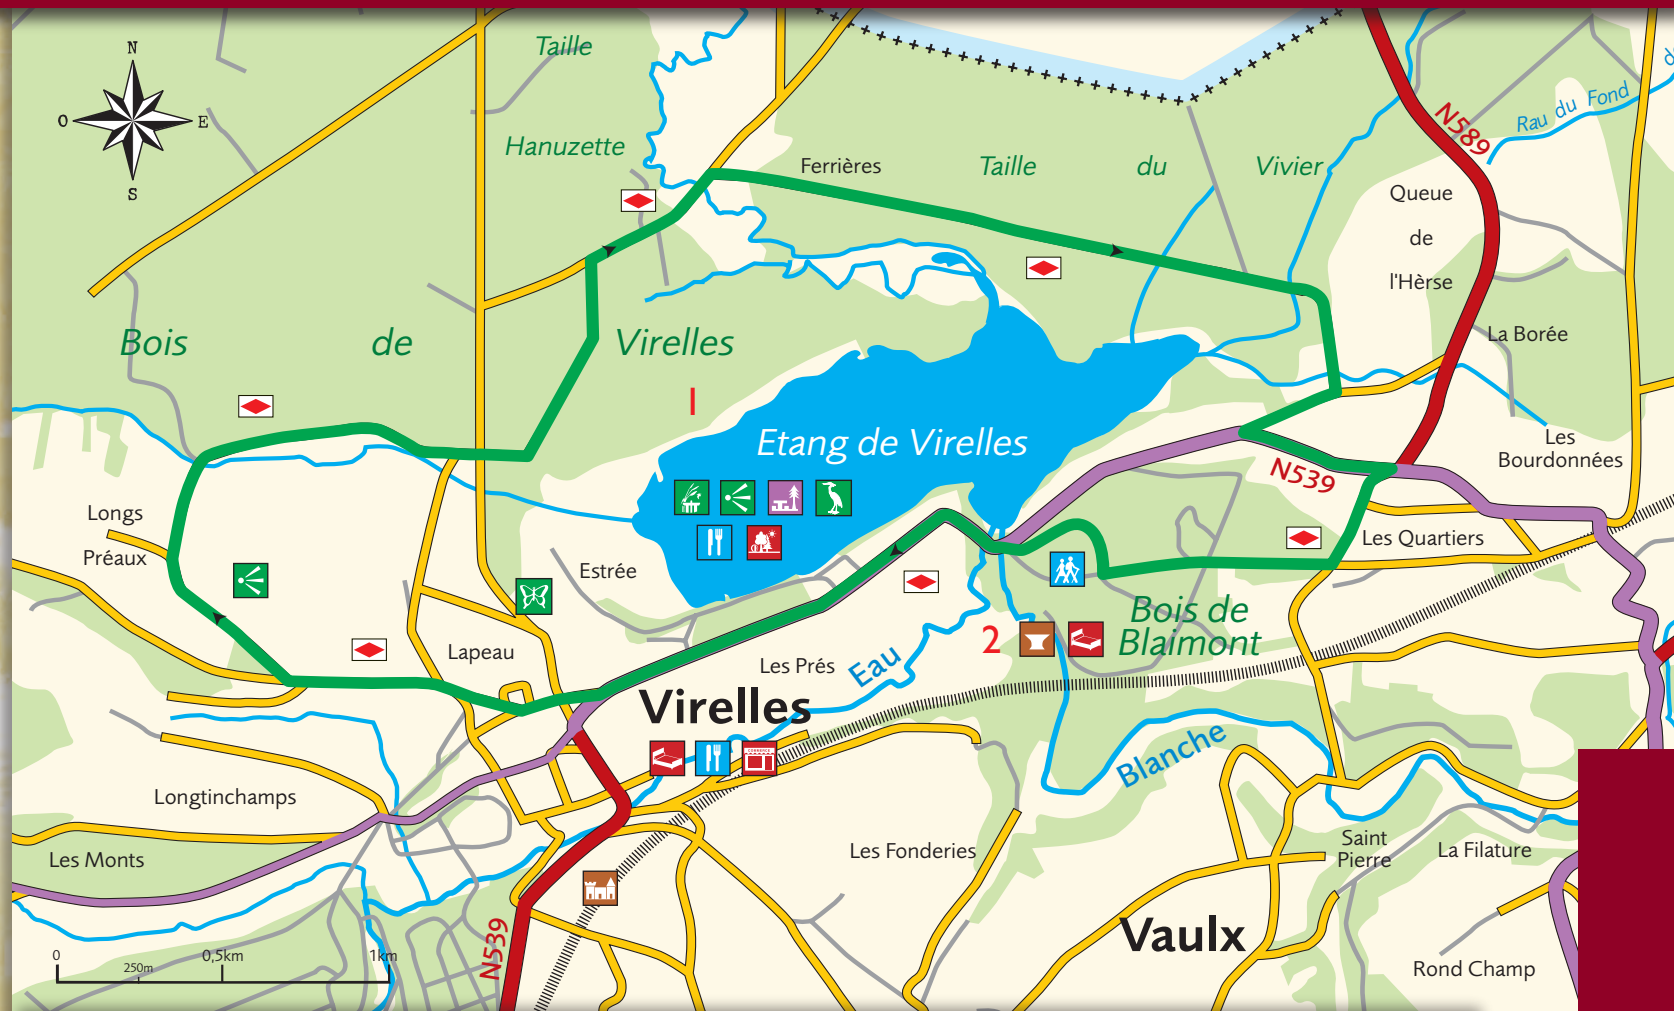 N
O
E
S
Taille
Hanuzette
Ferrières
Taille du Vivier
N589
Rau du Fond d
Queue
de
l'Hèrse
La Borée
Bois de Virelles
1
Etang de Virelles
N539
Les
Bourdonnées
Les Quartiers
Longs
Préaux
Estrée
Lapeau
Les Prés
Eau
Blanche
2
Bois de
Blaimont
Virelles
COMMERCE
Longtinchamps
Les Monts
Les Fonderies
Saint
Pierre
La Filature
Vaulx
Rond Champ
N539
0
250m
0,5km
1km